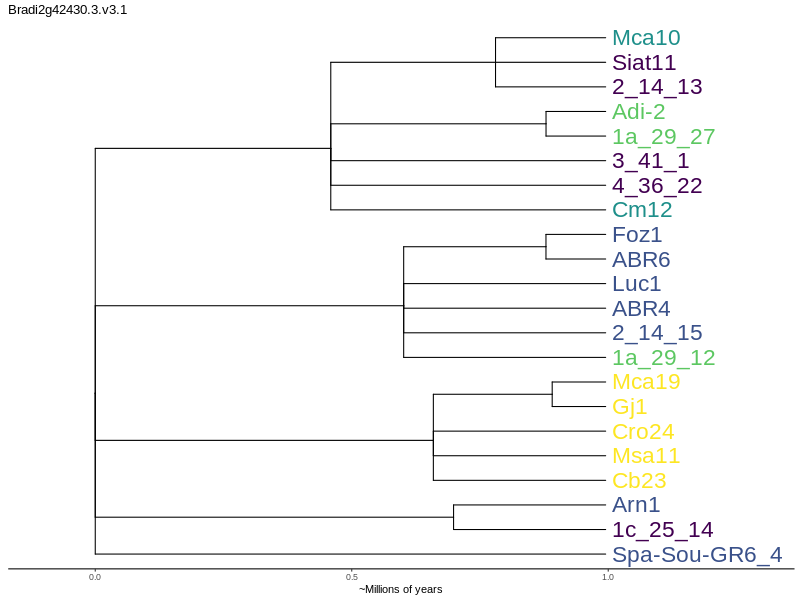 Bradi2g42430.3.v3.1
Mca10
Siat11
2_14_13
Adi-2
1a_29_27
3_41_1
4_36_22
Cm12
Foz1
ABR6
Luc1
ABR4
2_14_15
1a_29_12
Mca19
Gj1
Cro24
Msa11
Cb23
Arn1
1c_25_14
Spa-Sou-GR6_4
0.0 0.5 1.0
~Millions of years